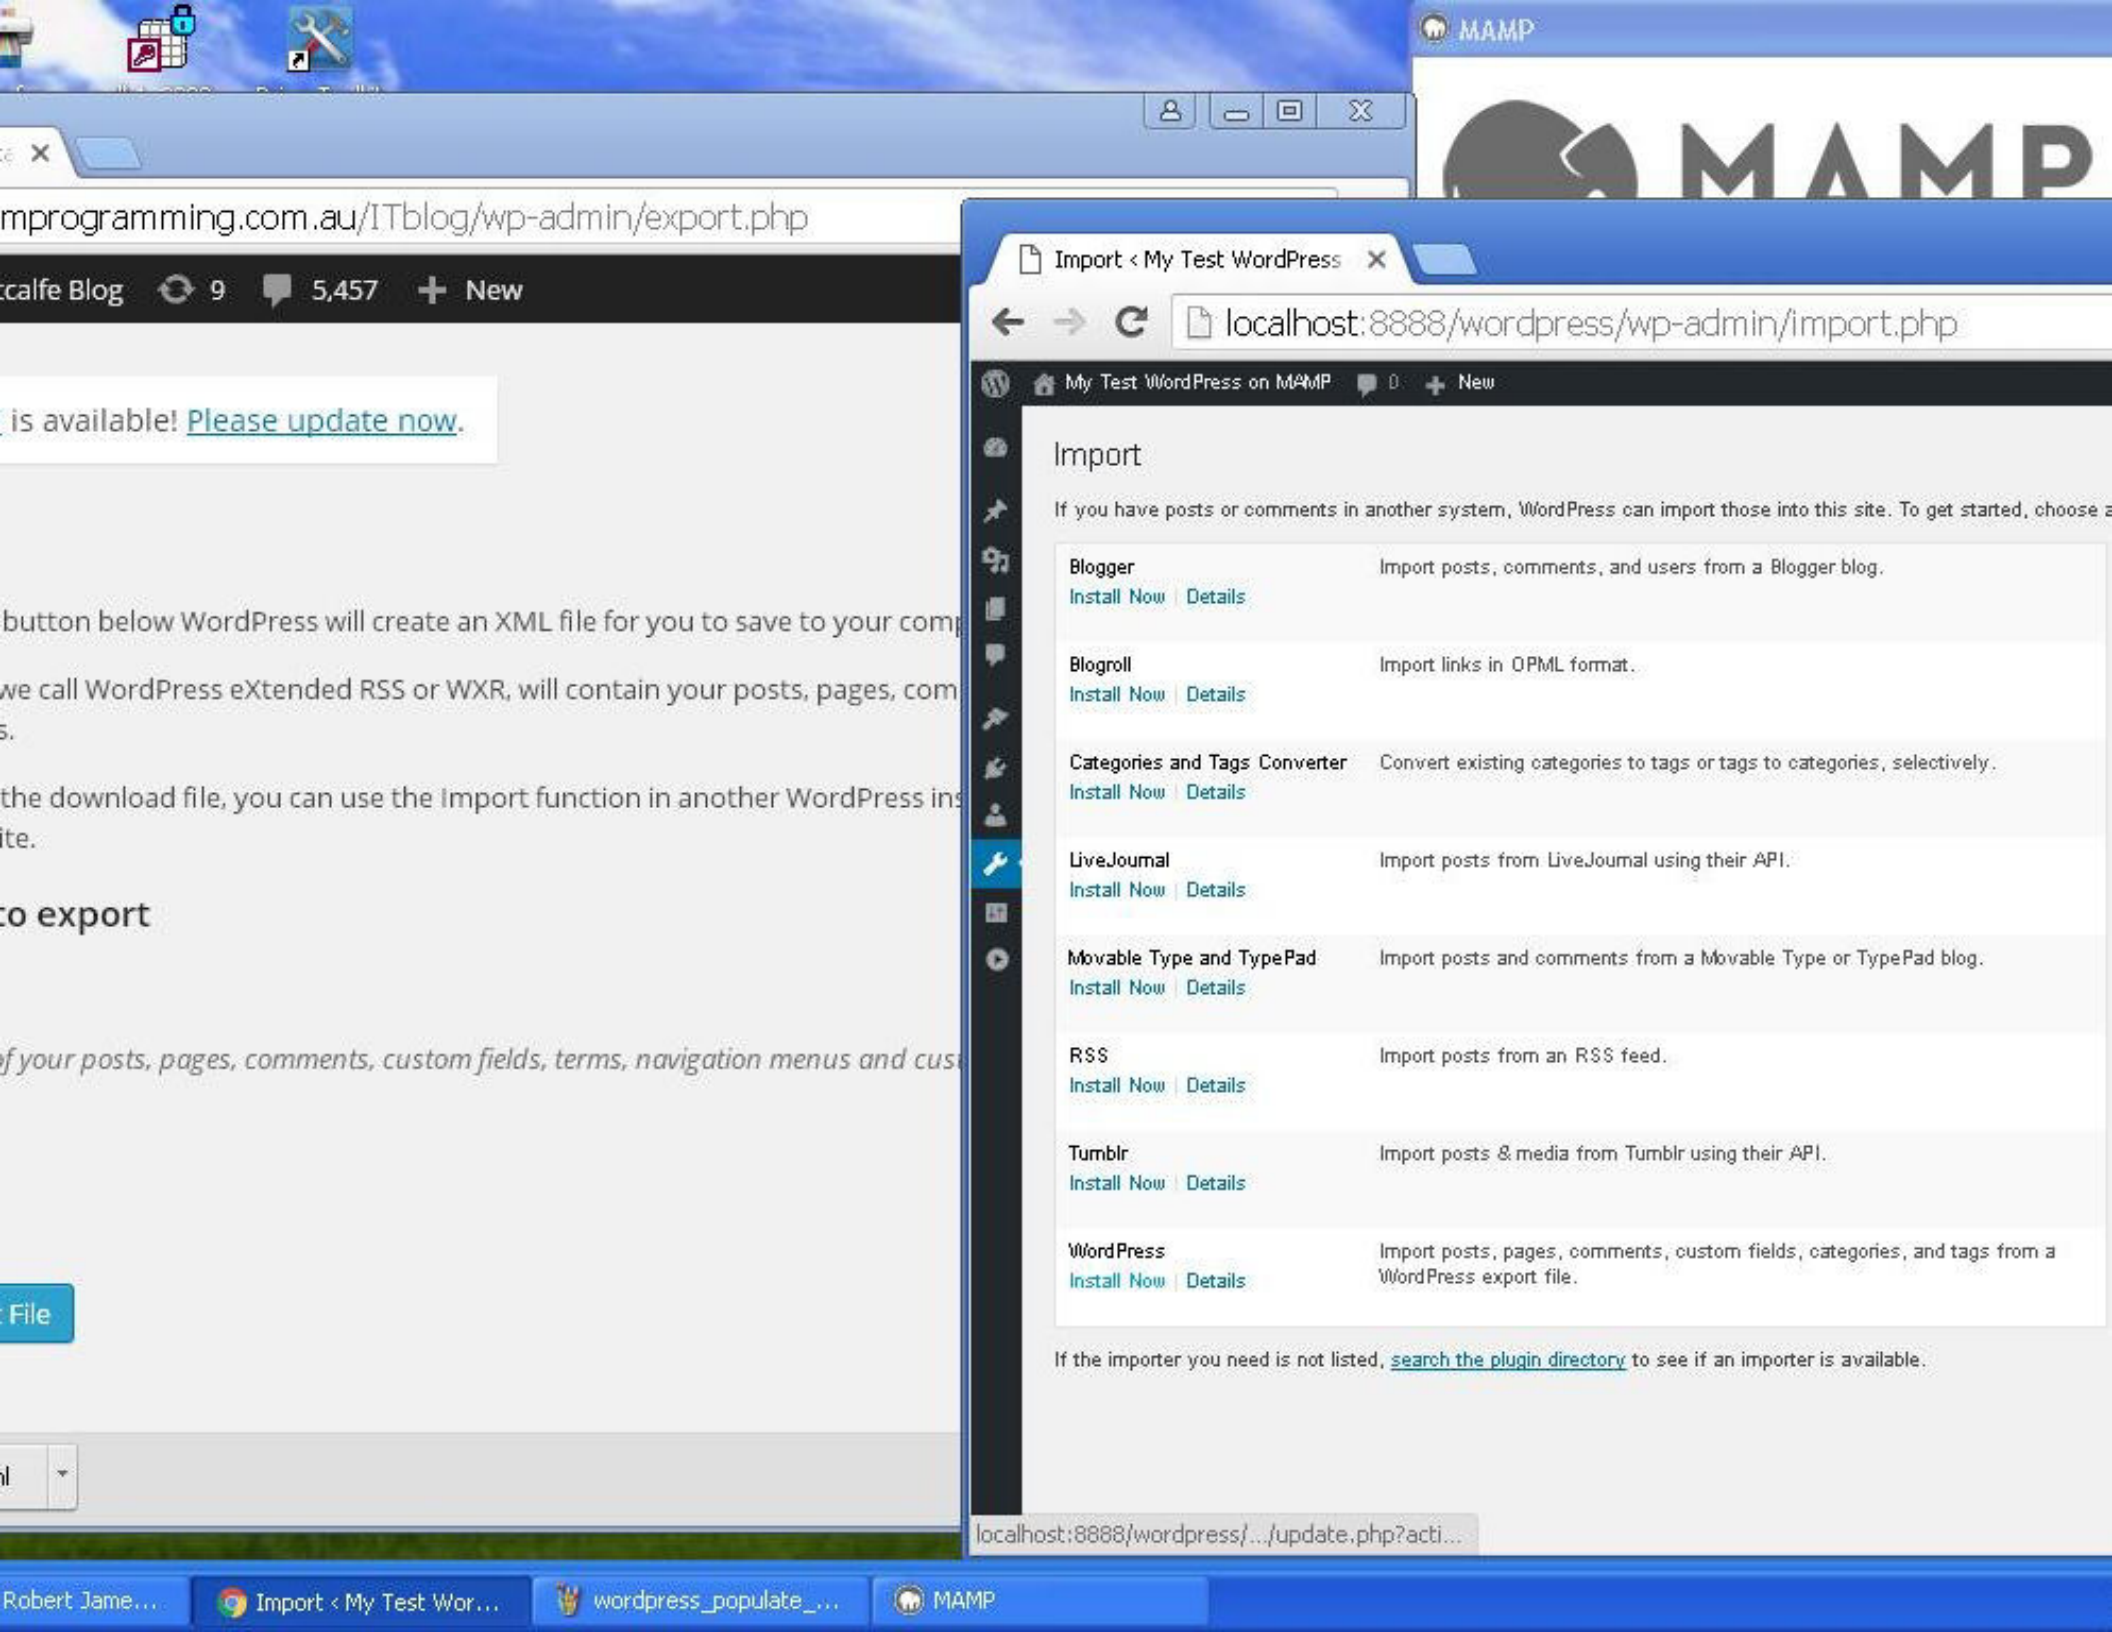 MAMP
MAMP
mprogramming.com.au/ITblog/wp-admin/export.php
tcalfe Blog 9 5,457 + New
is available! Please update now.
button below WordPress will create an XML file for you to save to your comp
we call WordPress eXtended RSS or WXR, will contain your posts, pages, com
s.
the download file, you can use the Import function in another WordPress ins
ite.
to export
of your posts, pages, comments, custom fields, terms, navigation menus and cust
t File
Import < My Test WordPress
localhost:8888/wordpress/wp-admin/import.php
My Test WordPress on MAMP 0 + New
Import
If you have posts or comments in another system, WordPress can import those into this site. To get started, choose a
Blogger Import posts, comments, and users from a Blogger blog.
Install Now | Details
Blogroll Import links in OPML format.
Install Now | Details
Categories and Tags Converter Convert existing categories to tags or tags to categories, selectively.
Install Now | Details
LiveJournal Import posts from LiveJournal using their API.
Install Now | Details
Movable Type and TypePad Import posts and comments from a Movable Type or TypePad blog.
Install Now | Details
RSS Import posts from an RSS feed.
Install Now | Details
Tumblr Import posts & media from Tumblr using their API.
Install Now | Details
WordPress Import posts, pages, comments, custom fields, categories, and tags from a
Install Now | Details WordPress export file.
If the importer you need is not listed, search the plugin directory to see if an importer is available.
localhost:8888/wordpress/.../update.php?acti...
Robert Jame... Import < My Test Wor... wordpress_populate_... MAMP